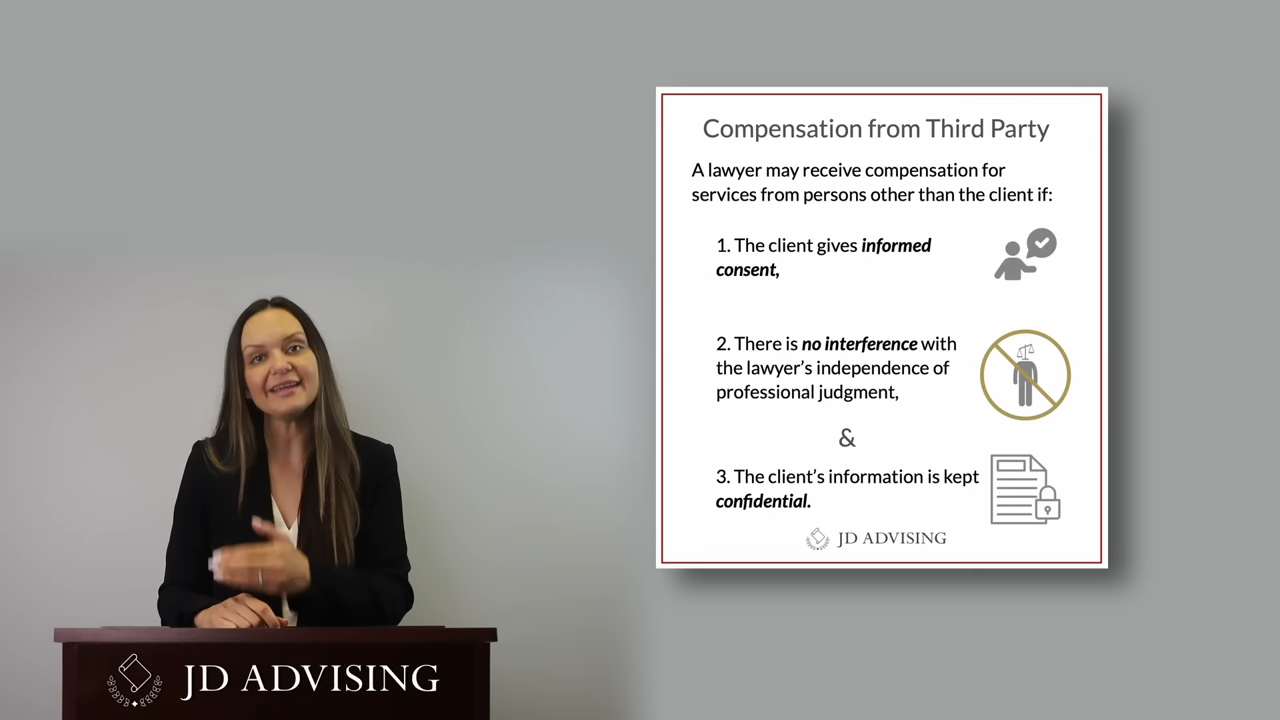 Compensation from Third Party
A lawyer may receive compensation for
services from persons other than the client if:
1. The client gives informed
consent,
2. There is no interference with
the lawyer's independence of
professional judgment,
&
3. The client's information is kept
confidential.
JD ADVISING
JD ADVISING